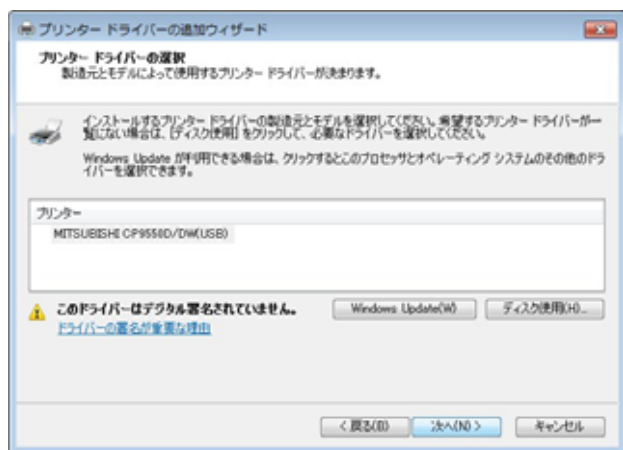 プリンター ドライバーの追加ウィザード
プリンター ドライバーの選択
製造元とモデルによって使用するプリンター ドライバーが決まります。
インストールするプリンター ドライバーの製造元とモデルを選択してください。希望するプリンター ドライバーが一
覧にない場合は、[ディスク使用] をクリックして、必要なドライバーを選択してください。
Windows Update が利用できる場合は、クリックするとこのプロセッサとオペレーティング システムのその他のドラ
イバーを選択できます。
プリンター
MITSUBISHI CP9550D/DW(USB)
このドライバーはデジタル署名されていません。
Windows Update(W)
ディスク使用(H)...
ドライバーの署名が重要な理由
< 戻る(B)
次へ(N) >
キャンセル